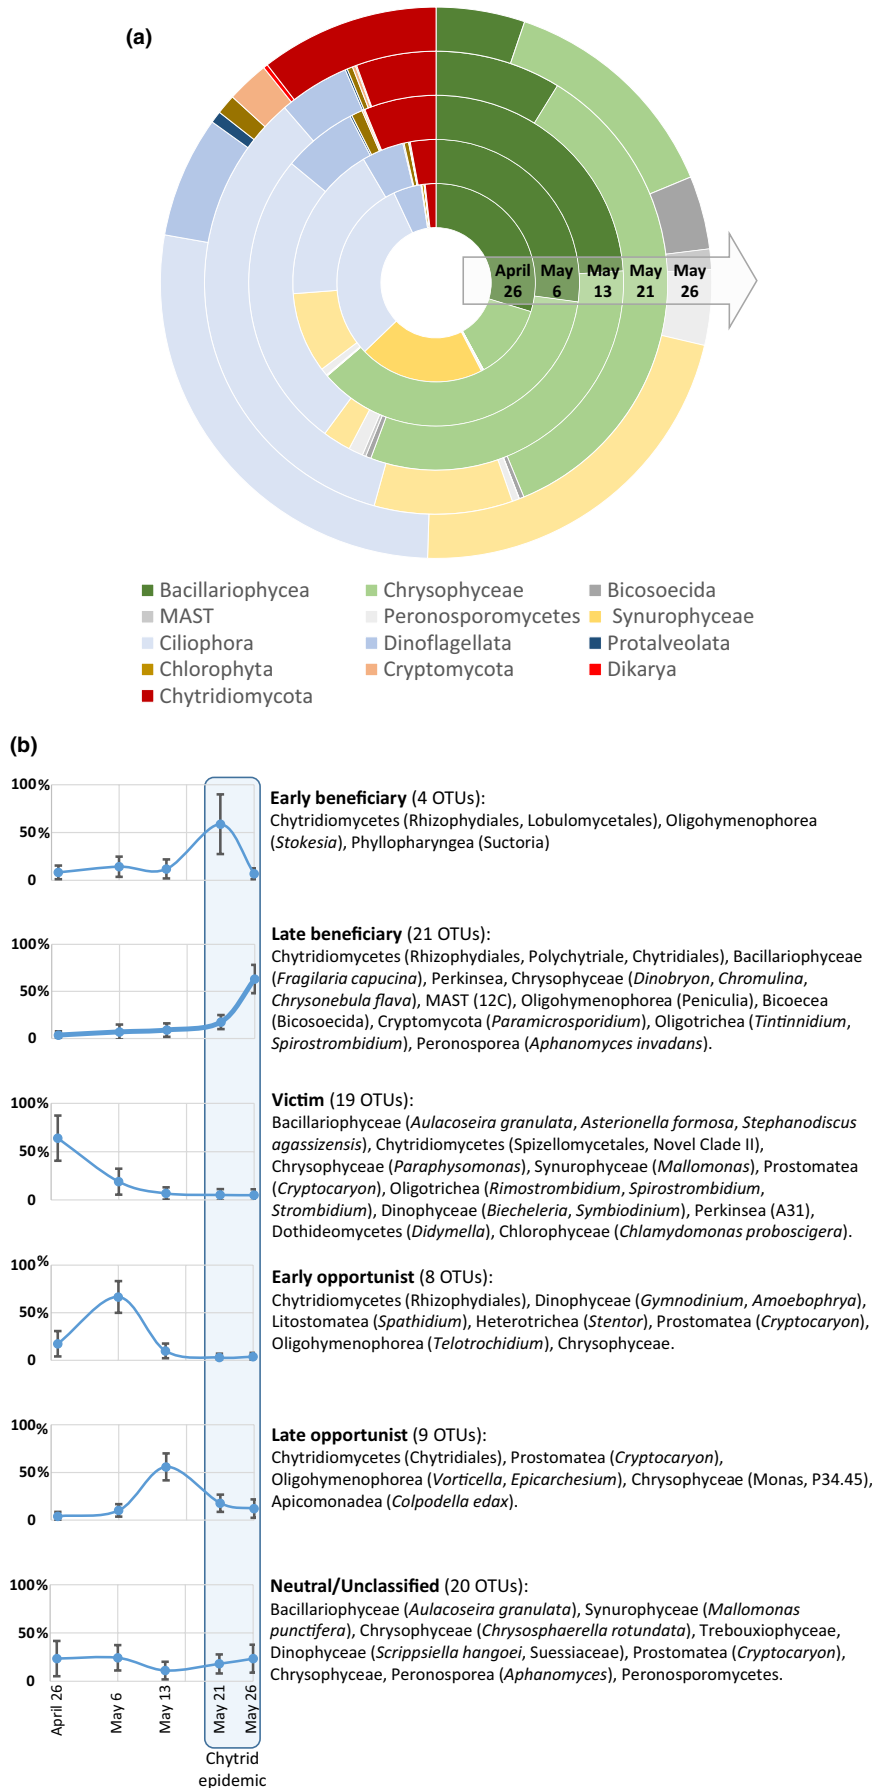 (a)
April 26
May 6
May 13
May 21
May 26
Bacillariophycea
Chrysophyceae
Bicosoecida
MAST
Peronosporomycetes
Synurophyceae
Ciliophora
Dinoflagellata
Protalveolata
Chlorophyta
Cryptomycota
Dikarya
Chytridiomycota
(b)
100%
50%
0
Early beneficiary (4 OTUs):
Chytridiomycetes (Rhizophydiales, Lobulomycetales), Oligohymenophorea
(Stokesia), Phyllopharyngea (Suctoria)
100%
50%
0
Late beneficiary (21 OTUs):
Chytridiomycetes (Rhizophydiales, Polychytriale, Chytridiales), Bacillariophyceae
(Fragilaria capucina), Perkinsea, Chrysophyceae (Dinobryon, Chromulina,
Chrysonebula flava), MAST (12C), Oligohymenophorea (Peniculia), Bicoecea
(Bicosoecida), Cryptomycota (Paramicrosporidium), Oligotrichea (Tintinnidium,
Spirostrombidium), Peronosporea (Aphanomyces invadans).
100%
50%
0
Victim (19 OTUs):
Bacillariophyceae (Aulacoseira granulata, Asterionella formosa, Stephanodiscus
agassizensis), Chytridiomycetes (Spizellomycetales, Novel Clade II),
Chrysophyceae (Paraphysomonas), Synurophyceae (Mallomonas), Prostomatea
(Cryptocaryon), Oligotrichea (Rimostrombidium, Spirostrombidium,
Strombidium), Dinophyceae (Biecheleria, Symbiodinium), Perkinsea (A31),
Dothideomycetes (Didymella), Chlorophyceae (Chlamydomonas proboscigera).
100%
50%
0
Early opportunist (8 OTUs):
Chytridiomycetes (Rhizophydiales), Dinophyceae (Gymnodinium, Amoebophrya),
Litostomatea (Spathidium), Heterotrichea (Stentor), Prostomatea (Cryptocaryon),
Oligohymenophorea (Telotrochidium), Chrysophyceae.
100%
50%
0
Late opportunist (9 OTUs):
Chytridiomycetes (Chytridiales), Prostomatea (Cryptocaryon),
Oligohymenophorea (Vorticella, Epicarchesium), Chrysophyceae (Monas, P34.45),
Apicomonadea (Colpodella edax).
100%
50%
0
Neutral/Unclassified (20 OTUs):
Bacillariophyceae (Aulacoseira granulata), Synurophyceae (Mallomonas
punctifera), Chrysophyceae (Chrysosphaerella rotundata), Trebouxiophyceae,
Dinophyceae (Scrippsiella hangoei, Suessiaceae), Prostomatea (Cryptocaryon),
Chrysophyceae, Peronosporea (Aphanomyces), Peronosporomycetes.
April 26
May 6
May 13
May 21
May 26
Chytrid
epidemic